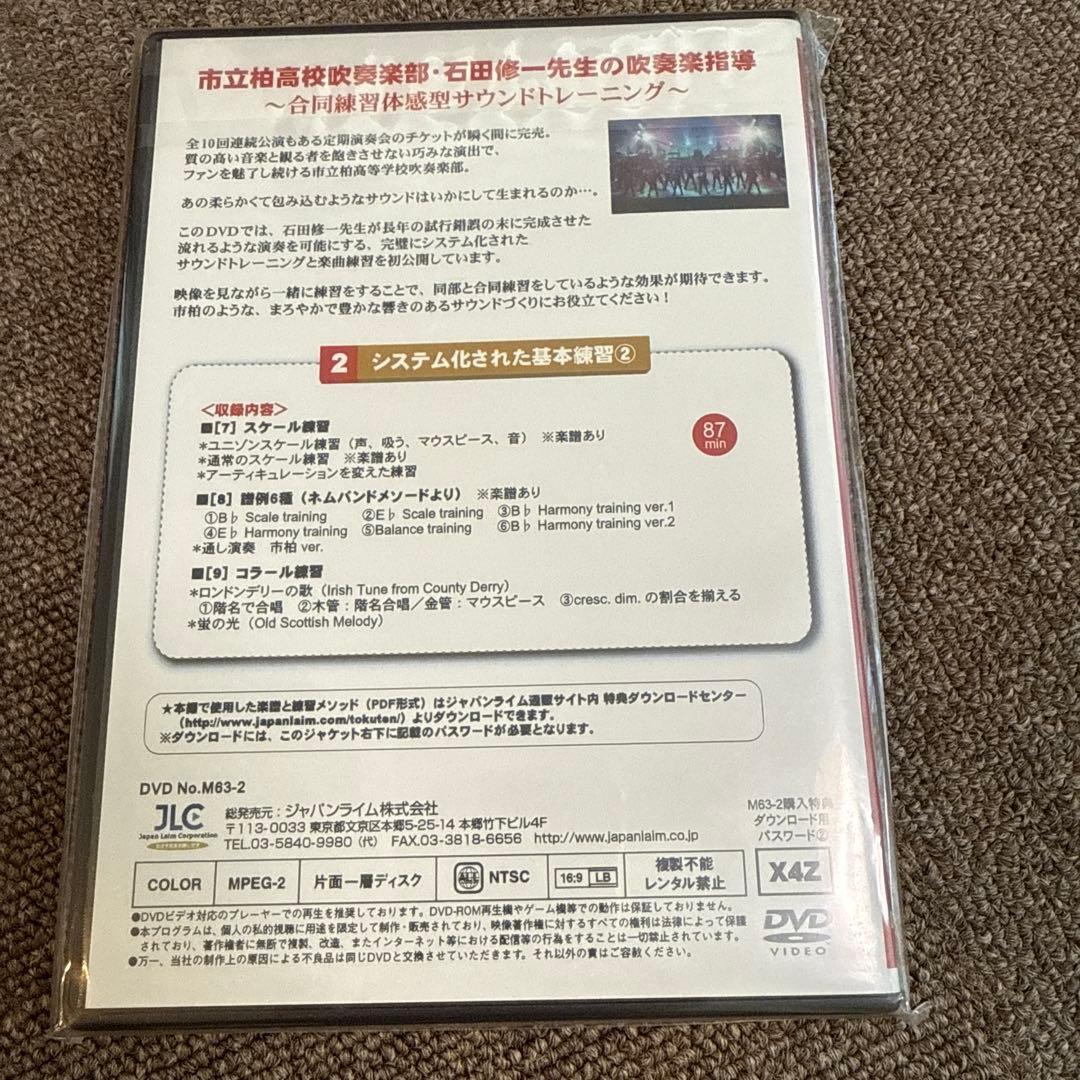 市立柏高校吹奏楽部・石田修一先生の吹奏楽指導
～合同練習体感型サウンドトレーニング～
全10回連続公演もある定期演奏会のチケットが瞬く間に完売。
質の高い音楽と観る者を飽きさせない巧みな演出で、
ファンを魅了し続ける市立柏高等学校吹奏楽部。
あの柔らかくて包み込むようなサウンドはいかにして生まれるのか…。
このDVDでは、石田修一先生が長年の試行錯誤の末に完成させた
流れるような演奏を可能にする、完璧にシステム化された
サウンドトレーニングと楽曲練習を初公開しています。
映像を見ながら一緒に練習をすることで、同部と合同練習をしているような効果が期待できます。
市柏のような、まろやかで豊かな響きのあるサウンドづくりにお役立てください！
2 システム化された基本練習②
＜収録内容＞
■[7] スケール練習
＊ユニゾンスケール練習（声、吸う、マウスピース、音） ※楽譜あり
＊通常のスケール練習 ※楽譜あり
＊アーティキュレーションを変えた練習
87
min
■[8] 譜例6種（ネムバンドメソードより） ※楽譜あり
①B♭ Scale training ②E♭ Scale training ③B♭ Harmony training ver.1
④E♭ Harmony training ⑤Balance training ⑥B♭ Harmony training ver.2
＊通し演奏 市柏 ver.
■[9] コラール練習
＊ロンドンデリーの歌（Irish Tune from County Derry）
①階名で合唱 ②木管：階名合唱／金管：マウスピース ③cresc. dim. の割合を揃える
＊蛍の光（Old Scottish Melody）
★本編で使用した楽譜と練習メソッド（PDF形式）はジャパンライム通販サイト内 特典ダウンロードセンター
（http://www.japanlaim.com/tokuten/）よりダウンロードできます。
※ダウンロードには、このジャケット右下に記載のパスワードが必要となります。
DVD No.M63-2
JLC
Japan Laim Corporation
総発売元：ジャパンライム株式会社
〒113-0033 東京都文京区本郷5-25-14 本郷竹下ビル4F
TEL.03-5840-9980（代） FAX.03-3818-6656 http://www.japanlaim.co.jp
M63-2購入特典
ダウンロード用
パスワード②
X4Z
COLOR MPEG-2 片面一層ディスク ALL NTSC 16:9 LB 複製不能
レンタル禁止
●DVDビデオ対応のプレーヤーでの再生を推奨しております。DVD-ROM再生機やゲーム機等での動作は保証しておりません。
●本プログラムは、個人の私的視聴に用途を限定して制作・販売されており、映像著作権に対するすべての権利は法律によって保護
されており、著作権者に無断で複製、改造、またインターネット等における配信等の行為をすることは一切禁止されています。
●万一、当社の制作上の原因による不良品は同じDVDと交換させていただきます。それ以外の責はご容赦ください。
DVD
VIDEO